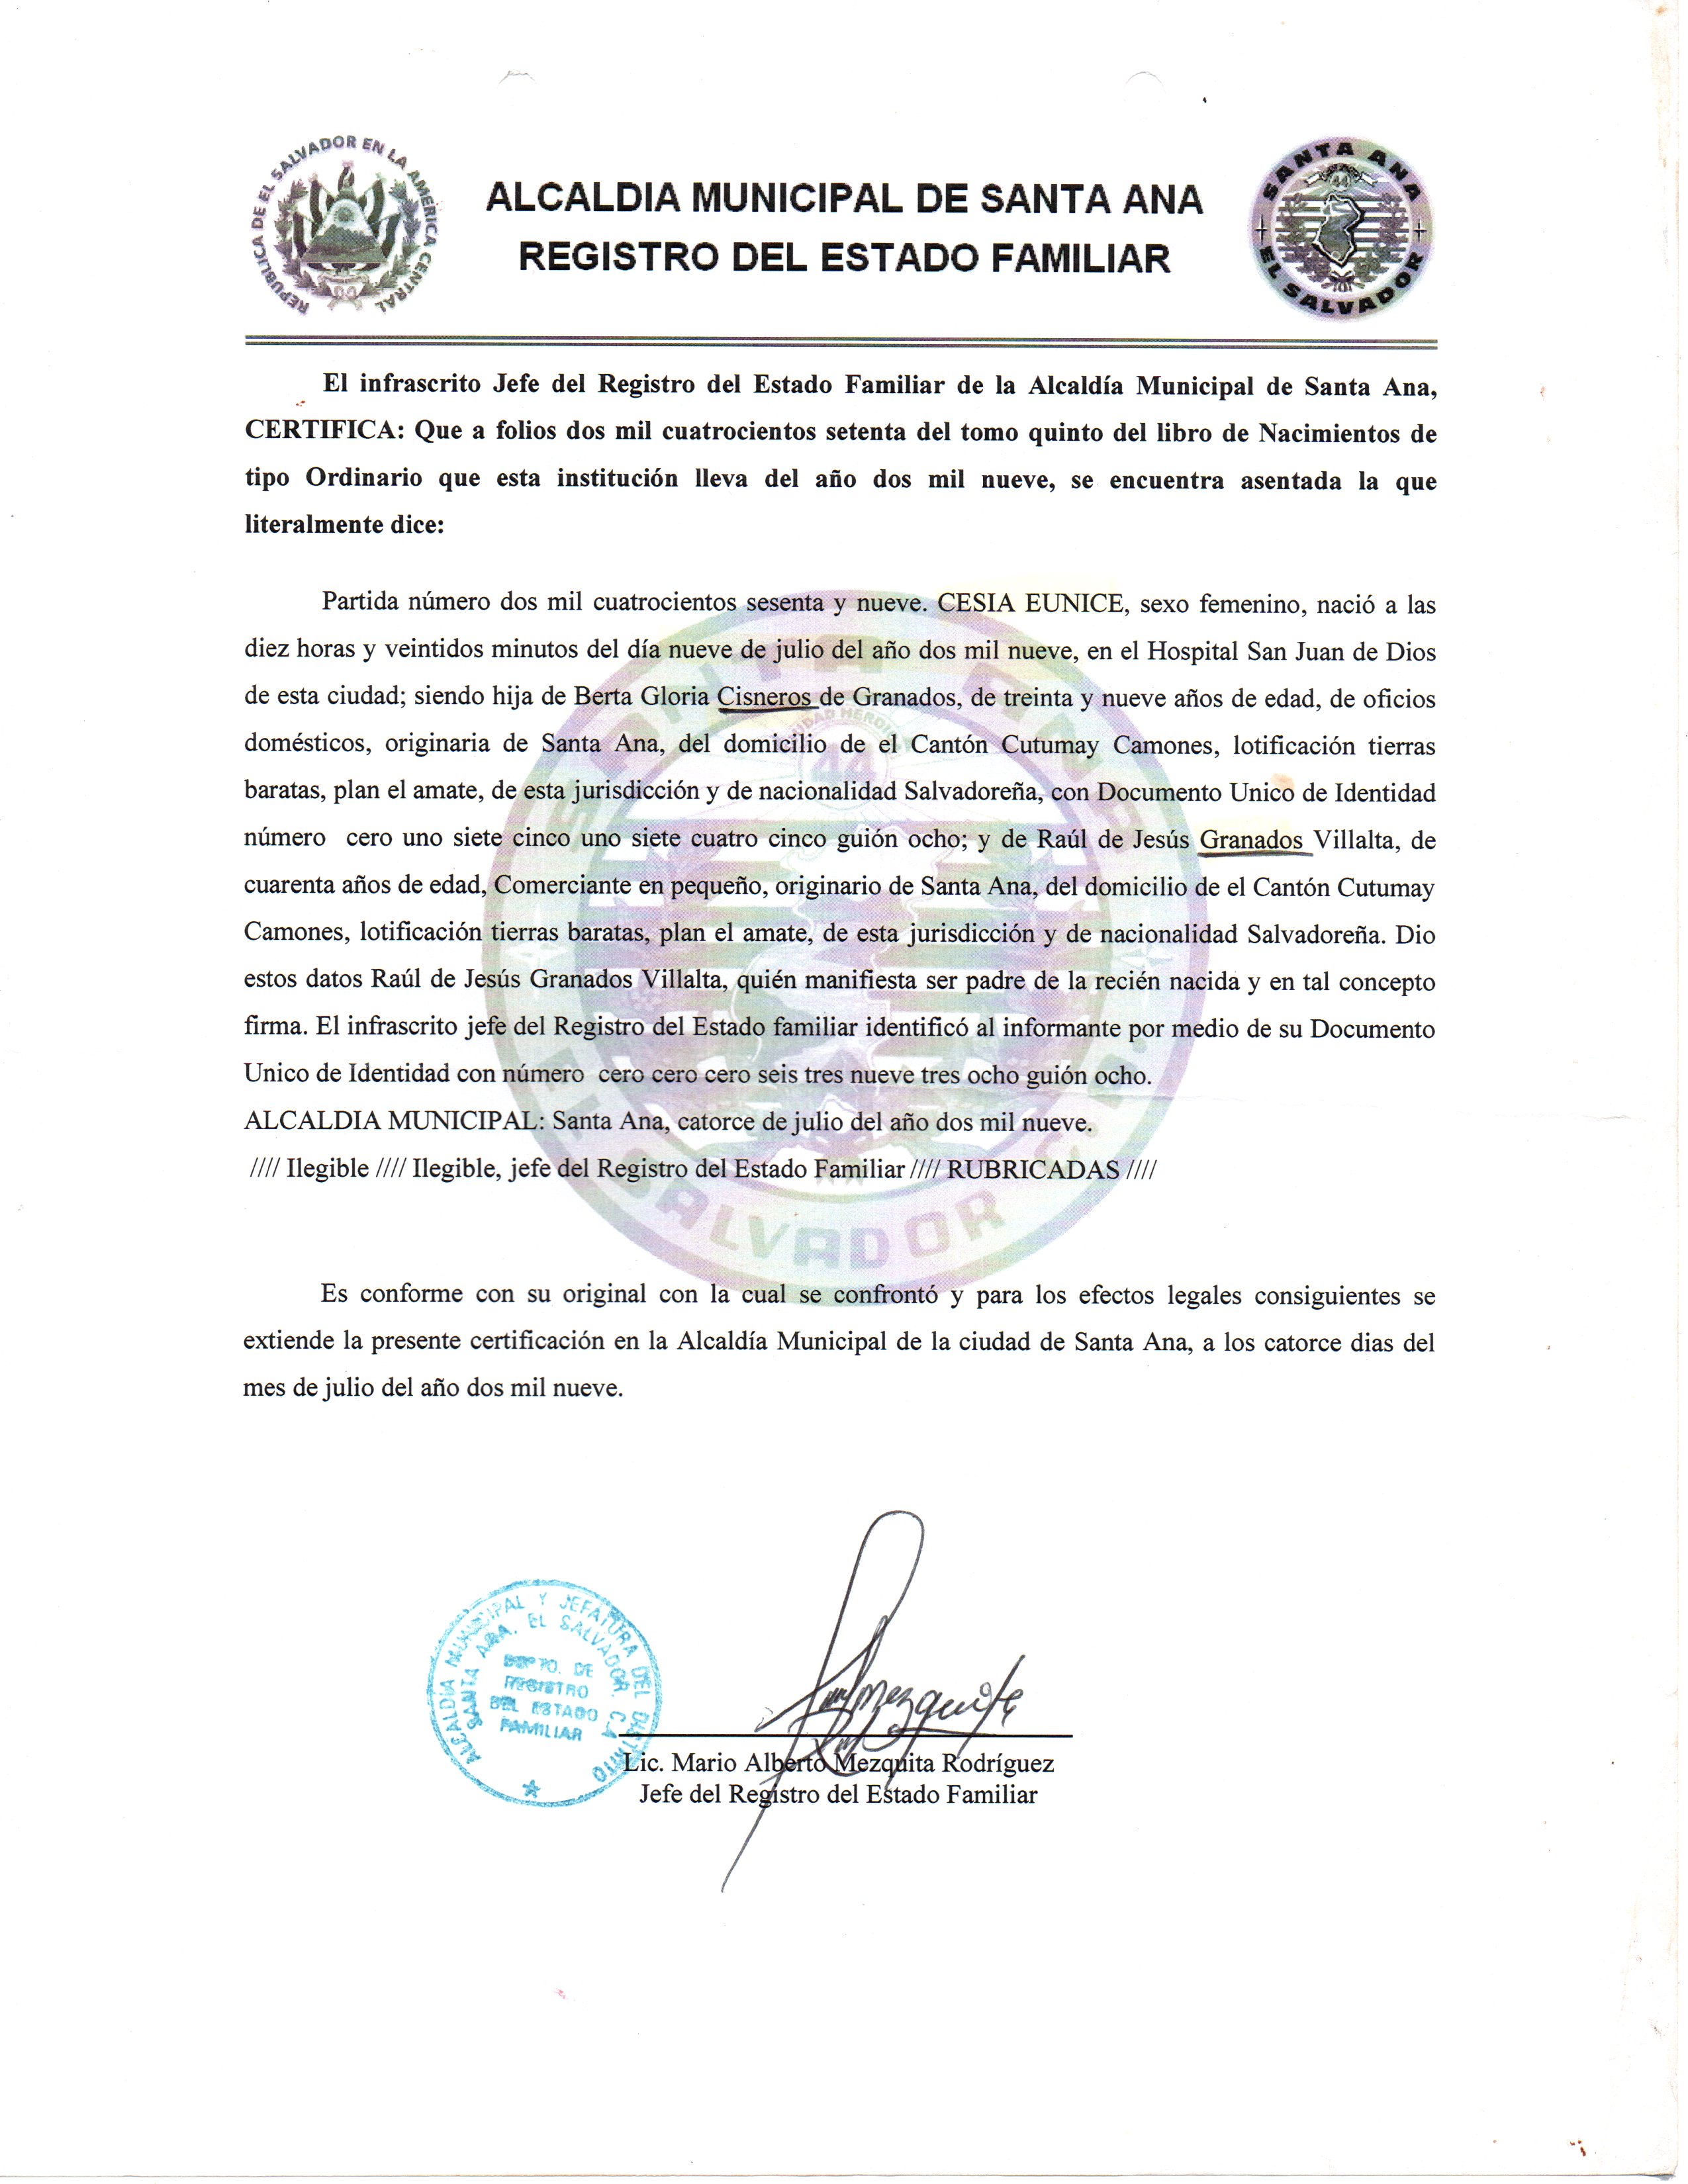 REPUBLICA DE EL SALVADOR EN LA AMERICA CENTRAL
SANTA ANA
EL SALVADOR
44
ALCALDIA MUNICIPAL DE SANTA ANA
REGISTRO DEL ESTADO FAMILIAR
El infrascrito Jefe del Registro del Estado Familiar de la Alcaldía Municipal de Santa Ana,
CERTIFICA: Que a folios dos mil cuatrocientos setenta del tomo quinto del libro de Nacimientos de
tipo Ordinario que esta institución lleva del año dos mil nueve, se encuentra asentada la que
literalmente dice:
Partida número dos mil cuatrocientos sesenta y nueve. CESIA EUNICE, sexo femenino, nació a las
diez horas y veintidos minutos del día nueve de julio del año dos mil nueve, en el Hospital San Juan de Dios
de esta ciudad; siendo hija de Berta Gloria Cisneros de Granados, de treinta y nueve años de edad, de oficios
domésticos, originaria de Santa Ana, del domicilio de el Cantón Cutumay Camones, lotificación tierras
baratas, plan el amate, de esta jurisdicción y de nacionalidad Salvadoreña, con Documento Unico de Identidad
número cero uno siete cinco uno siete cuatro cinco guión ocho; y de Raúl de Jesús Granados Villalta, de
cuarenta años de edad, Comerciante en pequeño, originario de Santa Ana, del domicilio de el Cantón Cutumay
Camones, lotificación tierras baratas, plan el amate, de esta jurisdicción y de nacionalidad Salvadoreña. Dio
estos datos Raúl de Jesús Granados Villalta, quién manifiesta ser padre de la recién nacida y en tal concepto
firma. El infrascrito jefe del Registro del Estado familiar identificó al informante por medio de su Documento
Unico de Identidad con número cero cero cero seis tres nueve tres ocho guión ocho.
ALCALDIA MUNICIPAL: Santa Ana, catorce de julio del año dos mil nueve.
//// Ilegible //// Ilegible, jefe del Registro del Estado Familiar //// RUBRICADAS ////
Es conforme con su original con la cual se confrontó y para los efectos legales consiguientes se
extiende la presente certificación en la Alcaldía Municipal de la ciudad de Santa Ana, a los catorce dias del
mes de julio del año dos mil nueve.
ALCALDIA MUNICIPAL Y JEFATURA DEL DISTRITO
SANTA ANA, EL SALVADOR, C.A.
DEPTO. DE
REGISTRO
DEL ESTADO
FAMILIAR
Lic. Mario Alberto Mezquita Rodríguez
Jefe del Registro del Estado Familiar